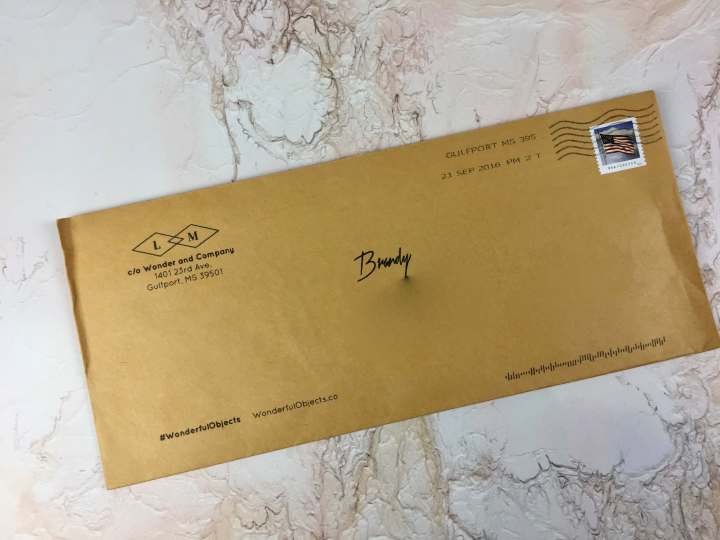 L M
c/o Wonder and Company
1401 23rd Ave.
Gulfport, MS 39501
GULFPORT MS 395
21 SEP 2016 PM 2 T
Brandy
#WonderfulObjects WonderfulObjects.co